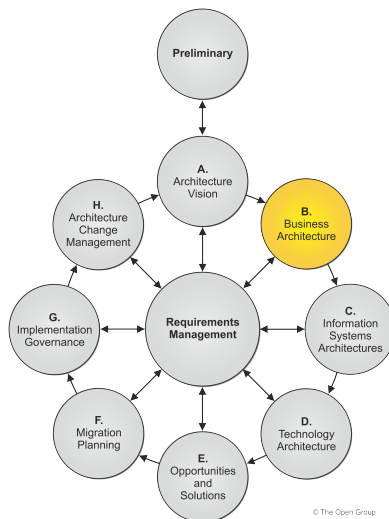 Preliminary
A.
Architecture
Vision
B.
Business
Architecture
C.
Information
Systems
Architectures
D.
Technology
Architecture
E.
Opportunities
and
Solutions
F.
Migration
Planning
G.
Implementation
Governance
H.
Architecture
Change
Management
Requirements
Management
© The Open Group